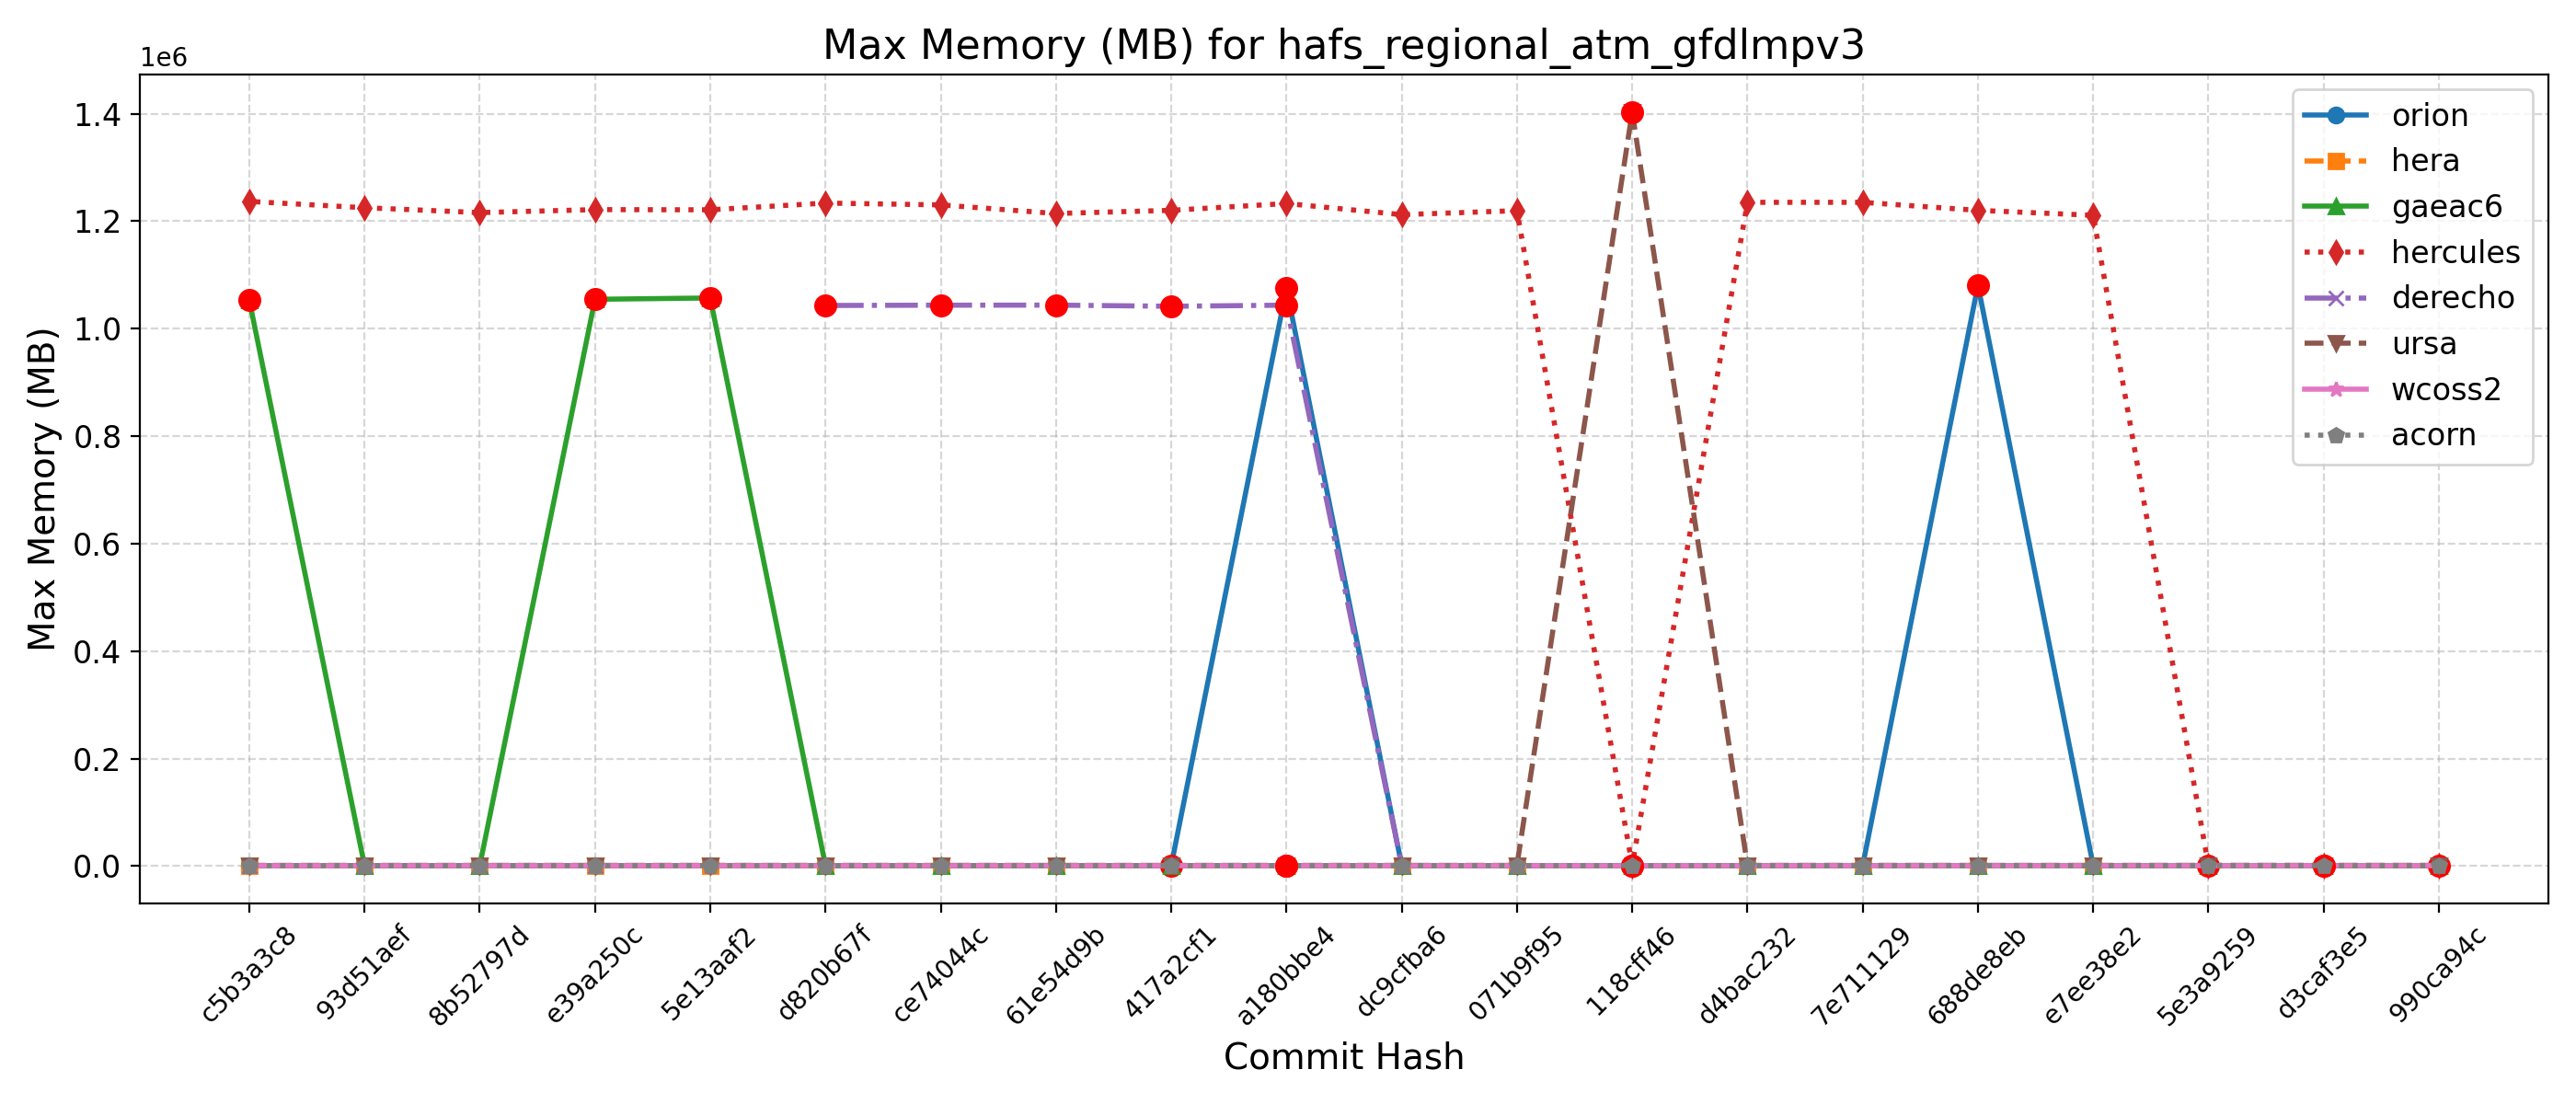 Max Memory (MB) for hafs_regional_atm_gfdlmpv3
1e6
1.4
1.2
1.0
0.8
0.6
0.4
0.2
0.0
Max Memory (MB)
orion
hera
gaeac6
hercules
derecho
ursa
wcoss2
acorn
c5b3a3c8
93d51aef
8b52797d
e39a250c
5e13aaf2
d820b67f
ce74044c
61e54d9b
417a2cf1
a180bbe4
dc9cfba6
071b9f95
118cff46
d4bac232
7e711129
688de8eb
e7ee38e2
5e3a9259
d3caf3e5
990ca94c
Commit Hash